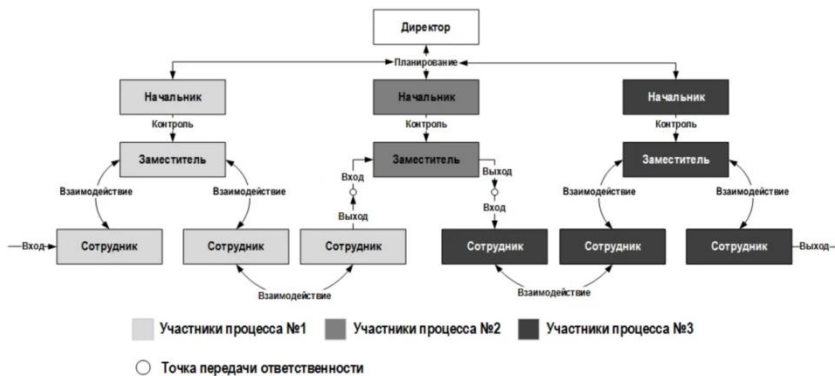 Директор
Планирование
Начальник
Начальник
Начальник
Контроль
Контроль
Контроль
Заместитель
Заместитель
Заместитель
Взаимодействие
Взаимодействие
Вход
Выход
Выход
Вход
Взаимодействие
Взаимодействие
Вход
Сотрудник
Сотрудник
Сотрудник
Сотрудник
Сотрудник
Сотрудник
Выход
Взаимодействие
Взаимодействие
Участники процесса №1
Участники процесса №2
Участники процесса №3
Точка передачи ответственности